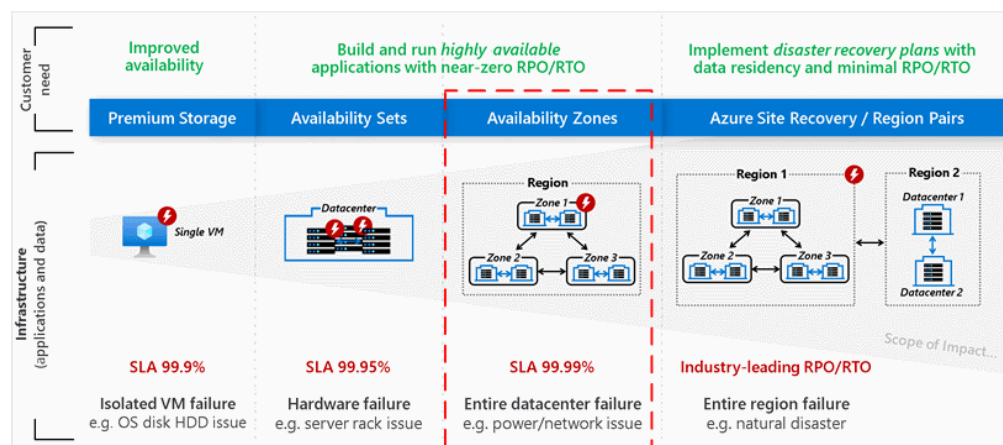 Customer
need
Improved
availability
Build and run highly available
applications with near-zero RPO/RTO
Implement disaster recovery plans with
data residency and minimal RPO/RTO
Premium Storage
Availability Sets
Availability Zones
Azure Site Recovery / Region Pairs
Infrastructure
(applications and data)
Single VM
Datacenter
Region
Zone 1
Zone 2
Zone 3
Region 1
Zone 1
Zone 2
Zone 3
Region 2
Datacenter 1
Datacenter 2
Scope of Impact...
SLA 99.9%
SLA 99.95%
SLA 99.99%
Industry-leading RPO/RTO
Isolated VM failure
e.g. OS disk HDD issue
Hardware failure
e.g. server rack issue
Entire datacenter failure
e.g. power/network issue
Entire region failure
e.g. natural disaster